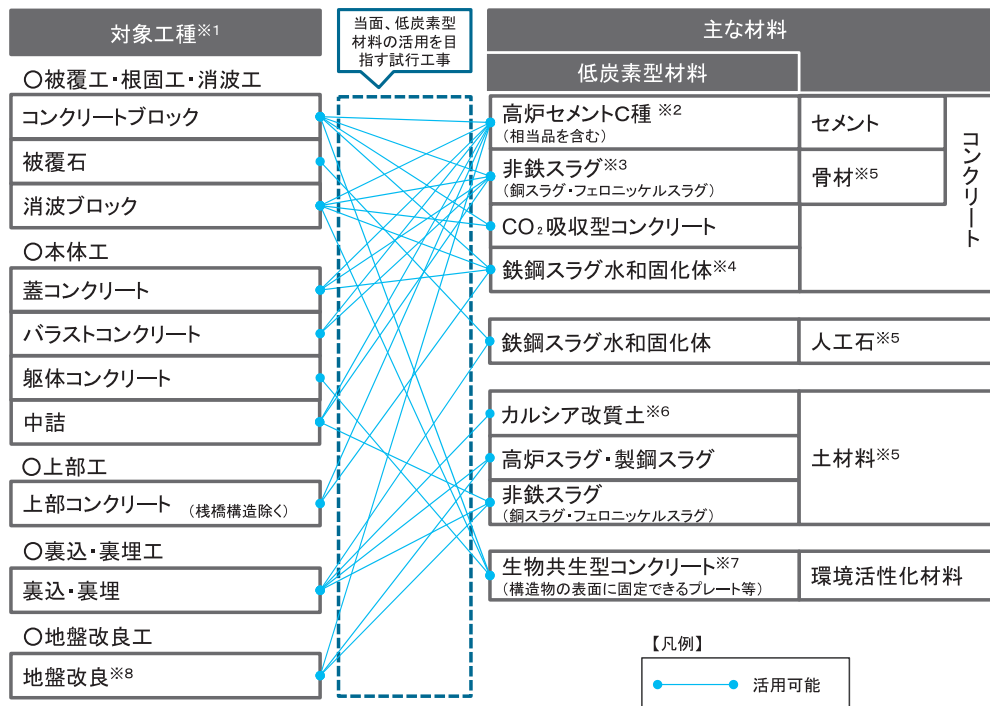 対象工種※1
○被覆工・根固工・消波工
コンクリートブロック
被覆石
消波ブロック
○本体工
蓋コンクリート
バラストコンクリート
躯体コンクリート
中詰
○上部工
上部コンクリート (桟橋構造除く)
○裏込・裏埋工
裏込・裏埋
○地盤改良工
地盤改良※8
当面、低炭素型
材料の活用を目
指す試行工事
主な材料
低炭素型材料
高炉セメントC種 ※2
(相当品を含む)
セメント
非鉄スラグ※3
(銅スラグ・フェロニッケルスラグ)
骨材※5
コンクリート
CO₂吸収型コンクリート
鉄鋼スラグ水和固化体※4
鉄鋼スラグ水和固化体
人工石※5
カルシア改質土※6
高炉スラグ・製鋼スラグ
土材料※5
非鉄スラグ
(銅スラグ・フェロニッケルスラグ)
生物共生型コンクリート※7
(構造物の表面に固定できるプレート等)
環境活性化材料
【凡例】
活用可能